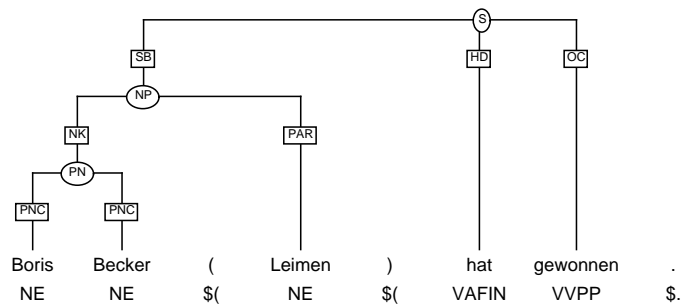 S
SB HD OC
NP
NK PAR
PN
PNC PNC
Boris Becker ( Leimen ) hat gewonnen .
NE NE $( NE $( VAFIN VVPP $.